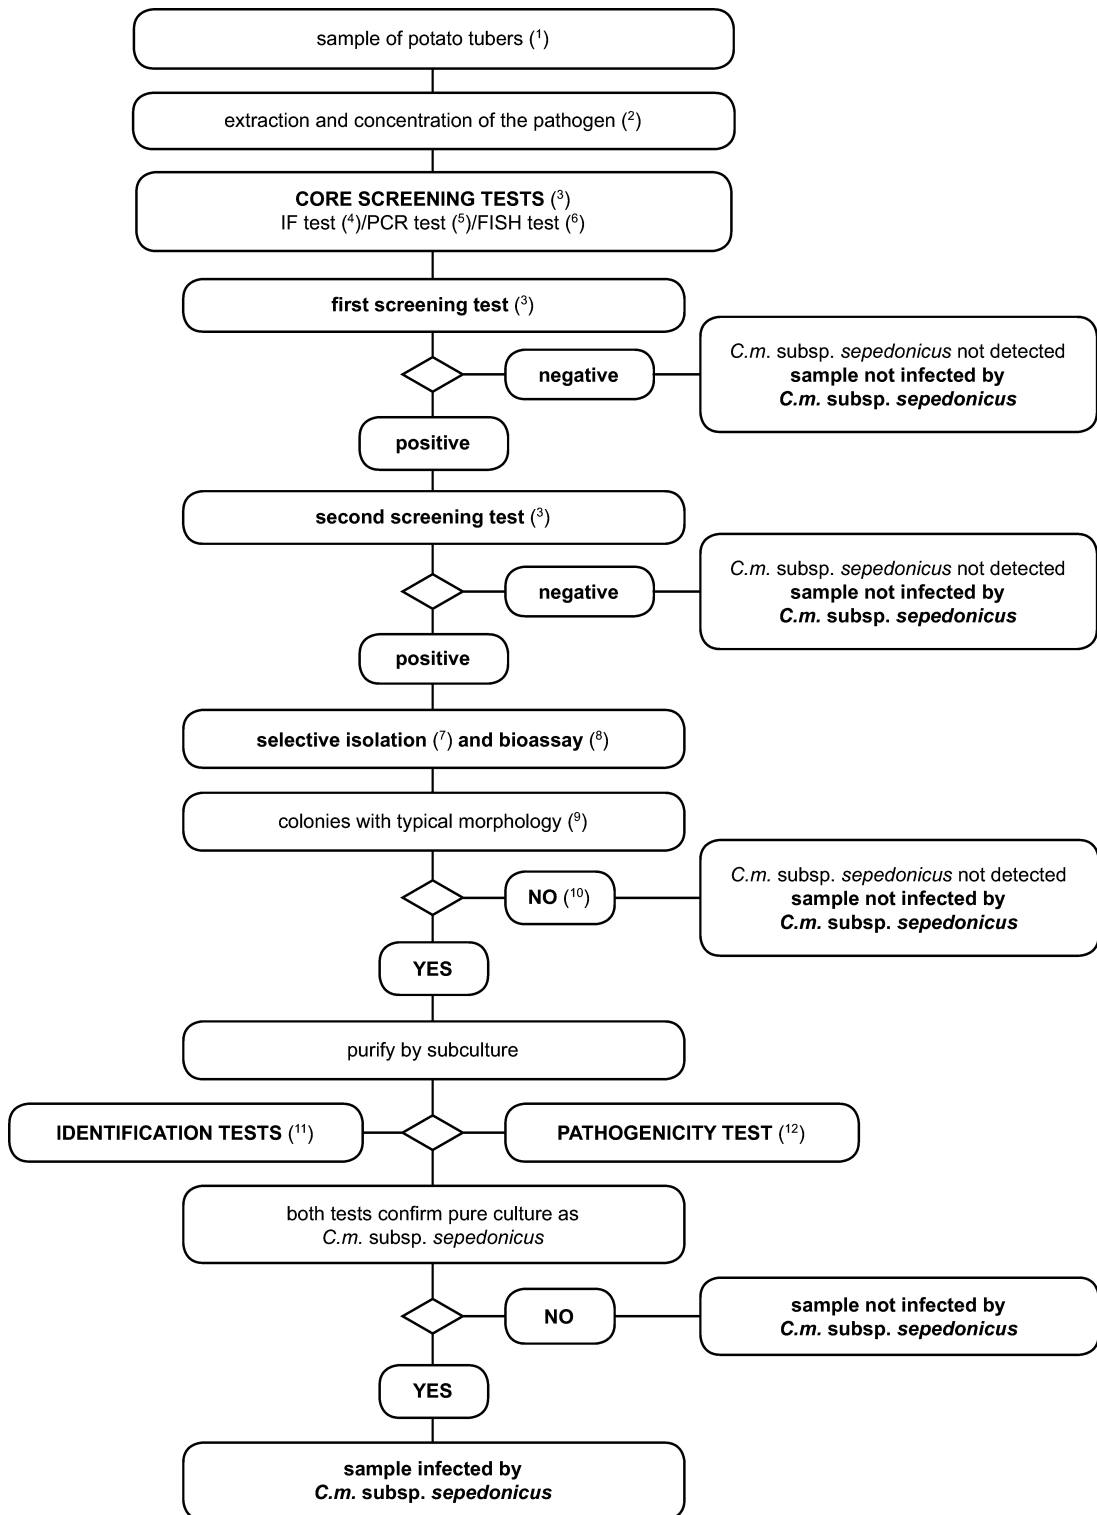 sample of potato tubers (¹)
extraction and concentration of the pathogen (²)
CORE SCREENING TESTS (³)
IF test (⁴)/PCR test (⁵)/FISH test (⁶)
first screening test (³)
negative
C.m. subsp. sepedonicus not detected
sample not infected by
C.m. subsp. sepedonicus
positive
second screening test (³)
negative
C.m. subsp. sepedonicus not detected
sample not infected by
C.m. subsp. sepedonicus
positive
selective isolation (⁷) and bioassay (⁸)
colonies with typical morphology (⁹)
NO (¹⁰)
C.m. subsp. sepedonicus not detected
sample not infected by
C.m. subsp. sepedonicus
YES
purify by subculture
IDENTIFICATION TESTS (¹¹)
PATHOGENICITY TEST (¹²)
both tests confirm pure culture as
C.m. subsp. sepedonicus
NO
sample not infected by
C.m. subsp. sepedonicus
YES
sample infected by
C.m. subsp. sepedonicus